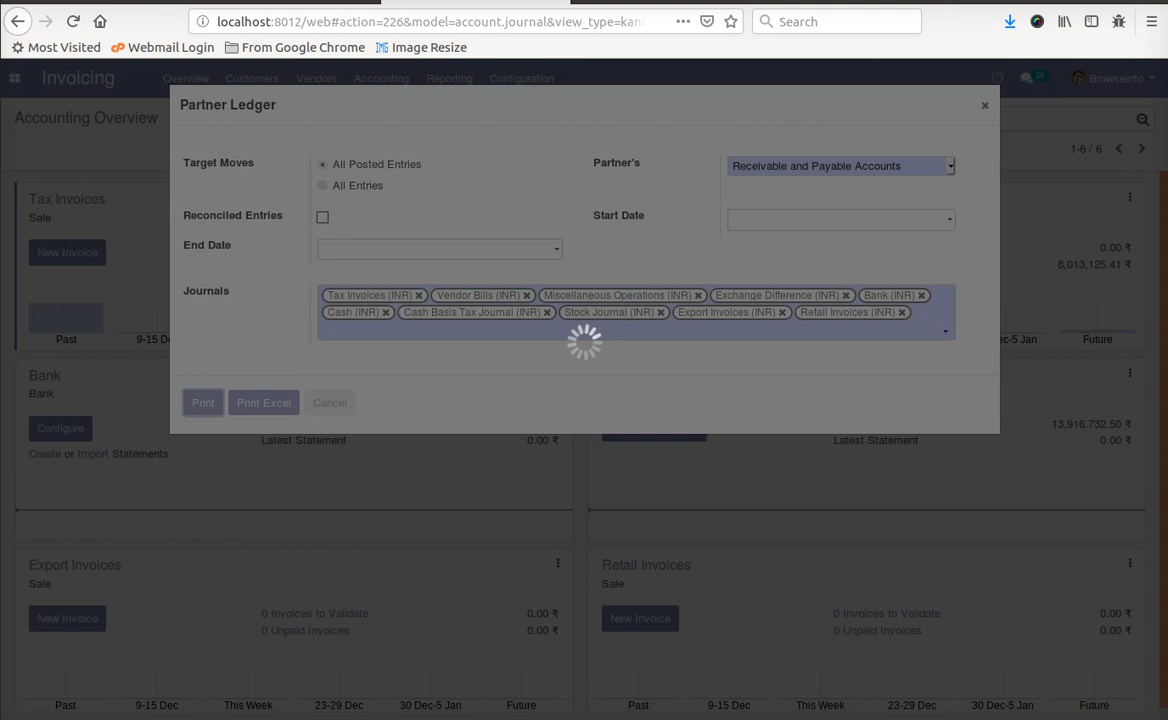 localhost:8012/web#action=226&model=account.journal&view_type=kan
Search
Most Visited Webmail Login From Google Chrome Image Resize
Invoicing Overview Customers Vendors Accounting Reporting Configuration 26 Browseinto
Accounting Overview
1-6 / 6
Partner Ledger ×
Target Moves All Posted Entries Partner's Receivable and Payable Accounts
All Entries
Reconciled Entries Start Date
End Date
Journals Tax Invoices (INR) Vendor Bills (INR) Miscellaneous Operations (INR) Exchange Difference (INR) Bank (INR)
Cash (INR) Cash Basis Tax Journal (INR) Stock Journal (INR) Export Invoices (INR) Retail Invoices (INR)
Print Print Excel Cancel
Tax Invoices
Sale
New Invoice 0.00 ₹
8,013,125.41 ₹
Past 9-15 De ec-5 Jan Future
Bank
Bank
Configure 13,916,732.50 ₹
Latest Statement 0.00 ₹ Latest Statement 0.00 ₹
Create or Import Statements
Export Invoices Retail Invoices
Sale Sale
New Invoice 0 Invoices to Validate 0.00 ₹ New Invoice 0 Invoices to Validate 0.00 ₹
0 Unpaid Invoices 0.00 ₹ 0 Unpaid Invoices 0.00 ₹
Past 9-15 Dec This Week 23-29 Dec 30 Dec-5 Jan Future Past 9-15 Dec This Week 23-29 Dec 30 Dec-5 Jan Future